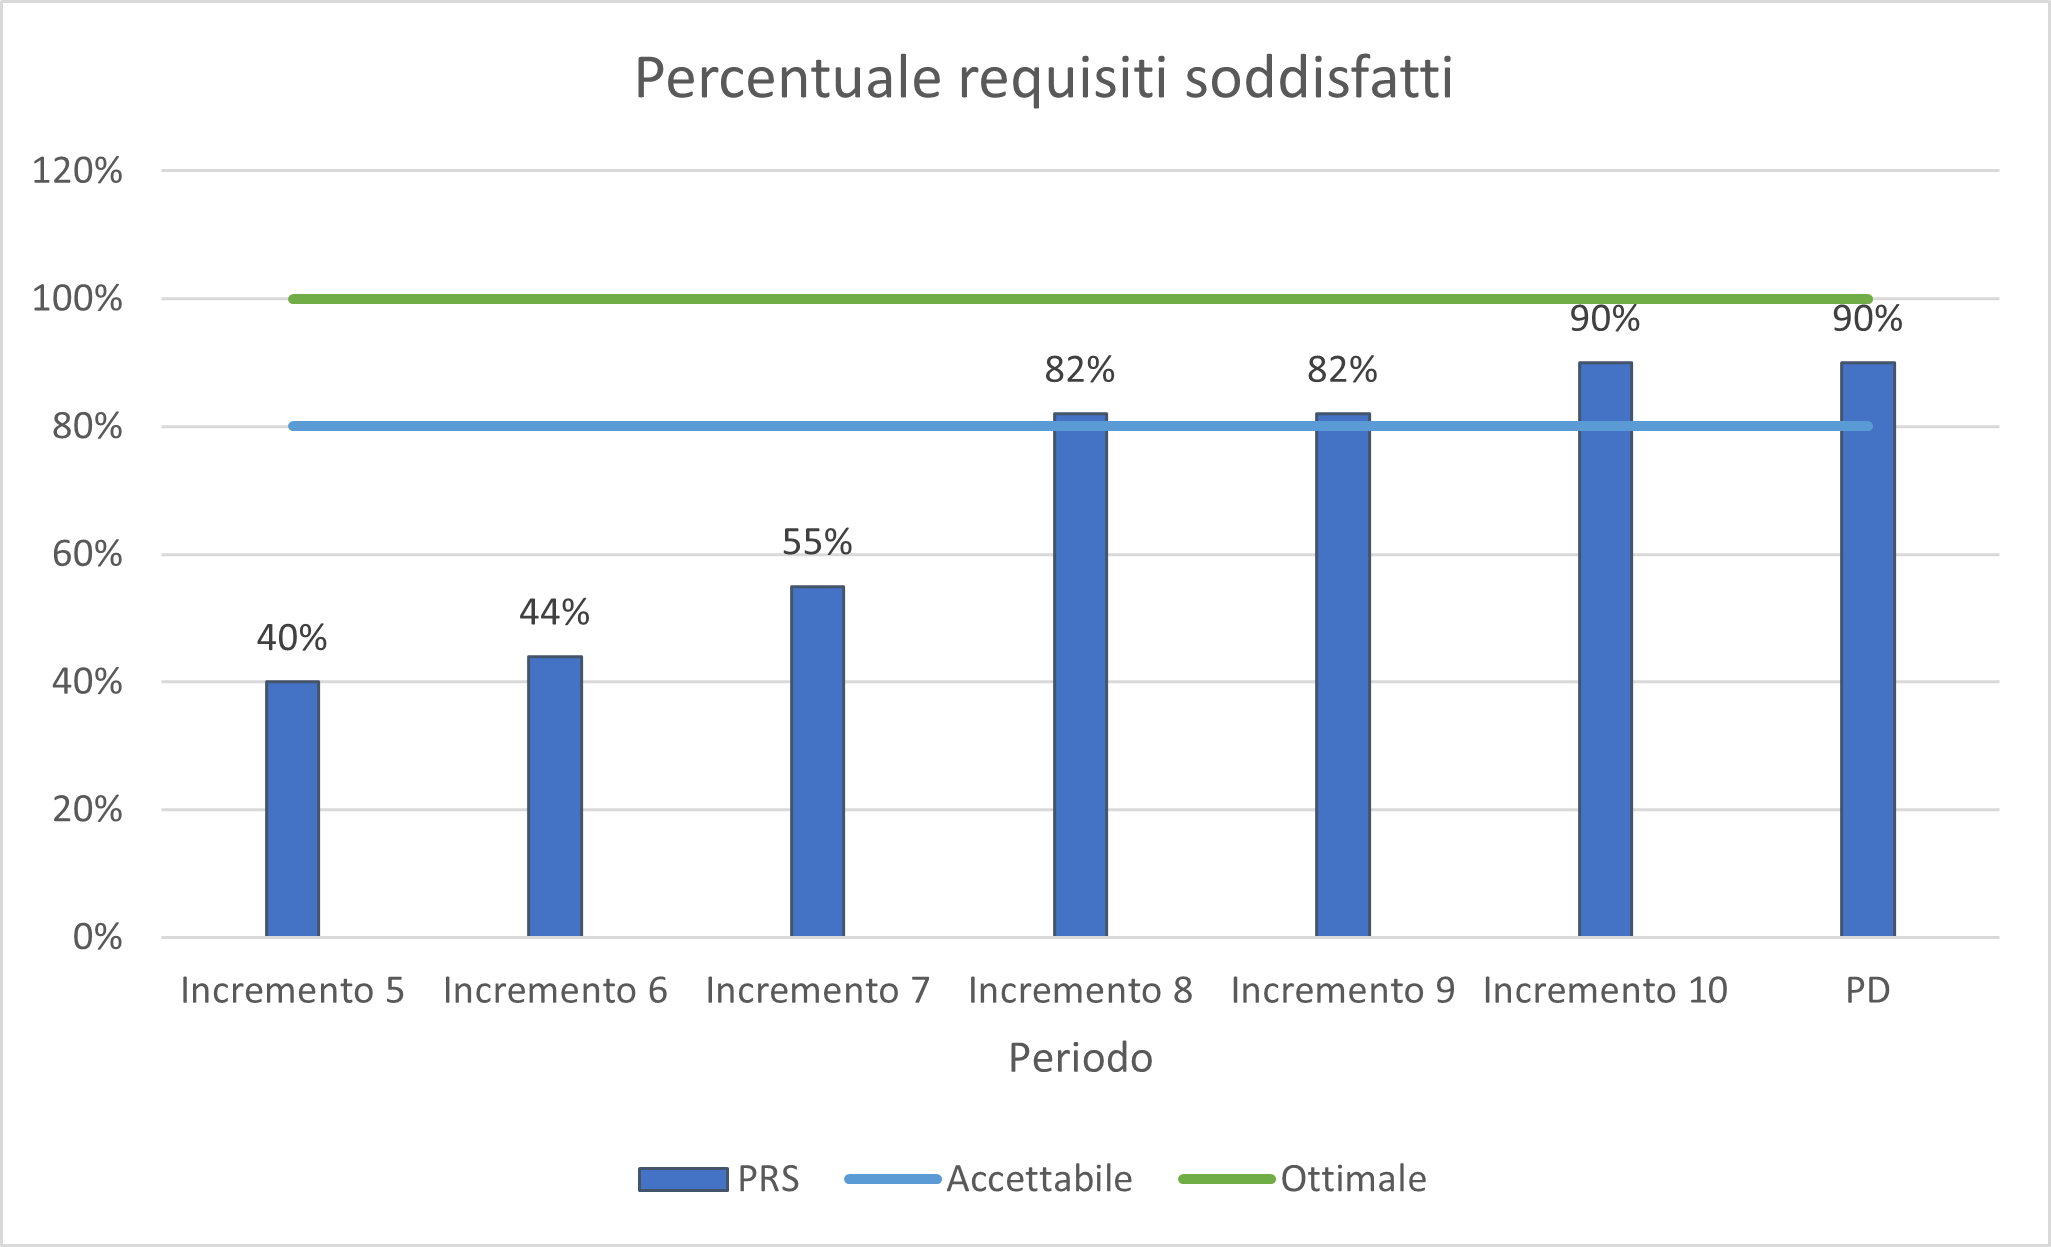 Percentuale requisiti soddisfatti
120%
100%
80%
60%
40%
20%
0%
40%
44%
55%
82%
82%
90%
90%
Incremento 5
Incremento 6
Incremento 7
Incremento 8
Incremento 9
Incremento 10
PD
Periodo
PRS
Accettabile
Ottimale